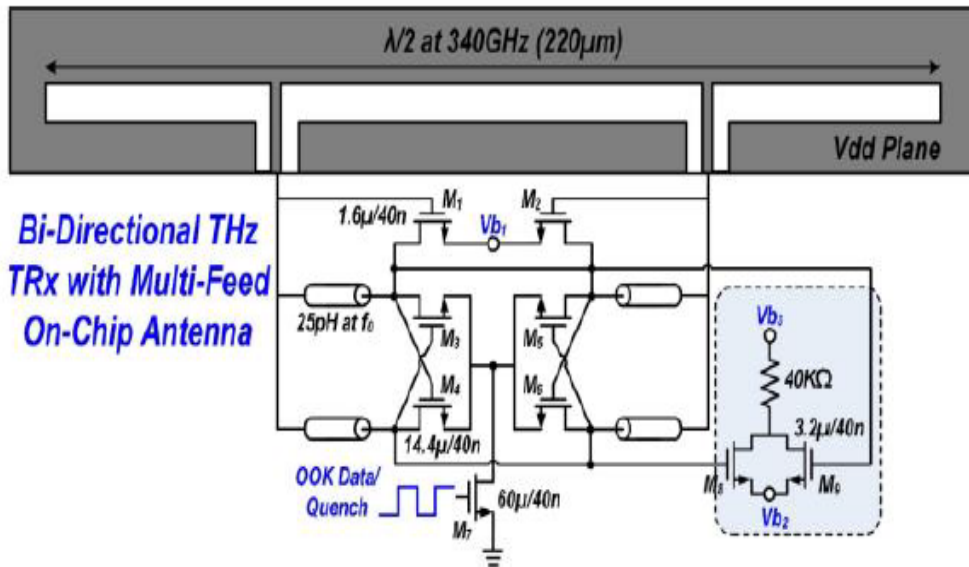 λ/2 at 340GHz (220μm)
Vdd Plane
Bi-Directional THz
TRx with Multi-Feed
On-Chip Antenna
1.6μ/40n
M1
M2
Vb1
25pH at f0
M3
M5
M4
M6
14.4μ/40n
OOK Data/
Quench
60μ/40n
M7
Vb3
40KΩ
3.2μ/40n
M8
M9
Vb2